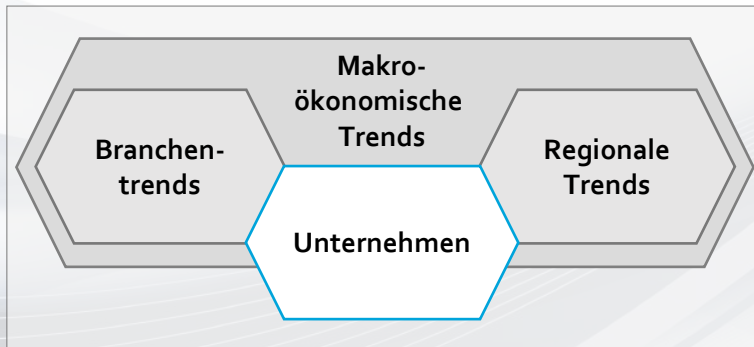 Makro-
ökonomische
Trends
Branchen-
trends
Regionale
Trends
Unternehmen